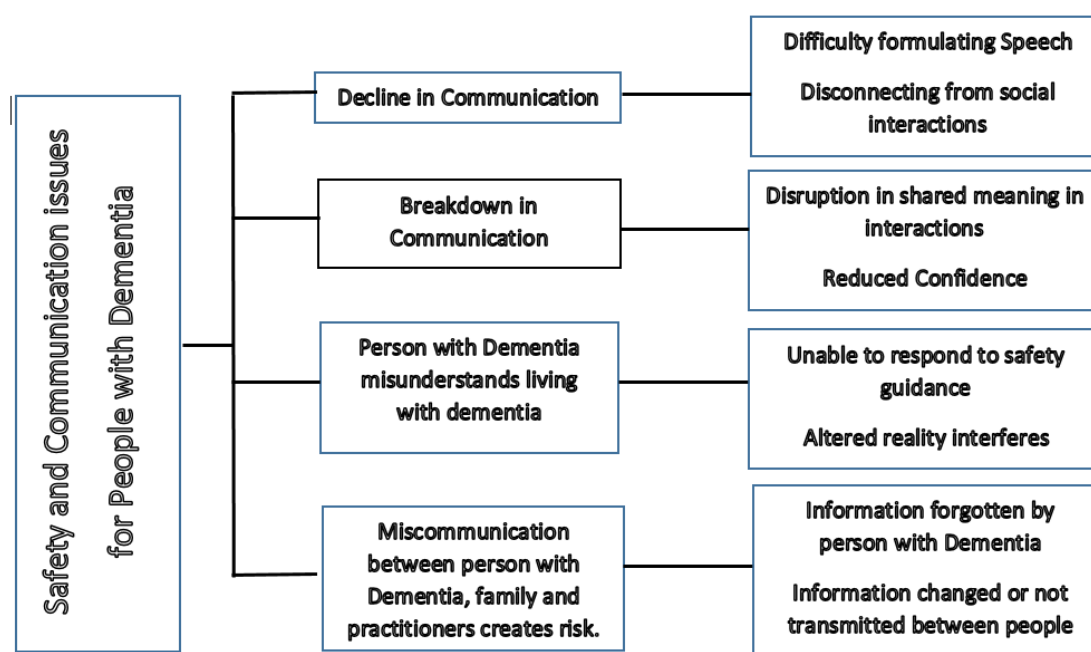 Safety and Communication issues
for People with Dementia
Decline in Communication
Difficulty formulating Speech
Disconnecting from social
interactions
Breakdown in
Communication
Disruption in shared meaning in
interactions
Reduced Confidence
Person with Dementia
misunderstands living
with dementia
Unable to respond to safety
guidance
Altered reality interferes
Miscommunication
between person with
Dementia, family and
practitioners creates risk.
Information forgotten by
person with Dementia
Information changed or not
transmitted between people